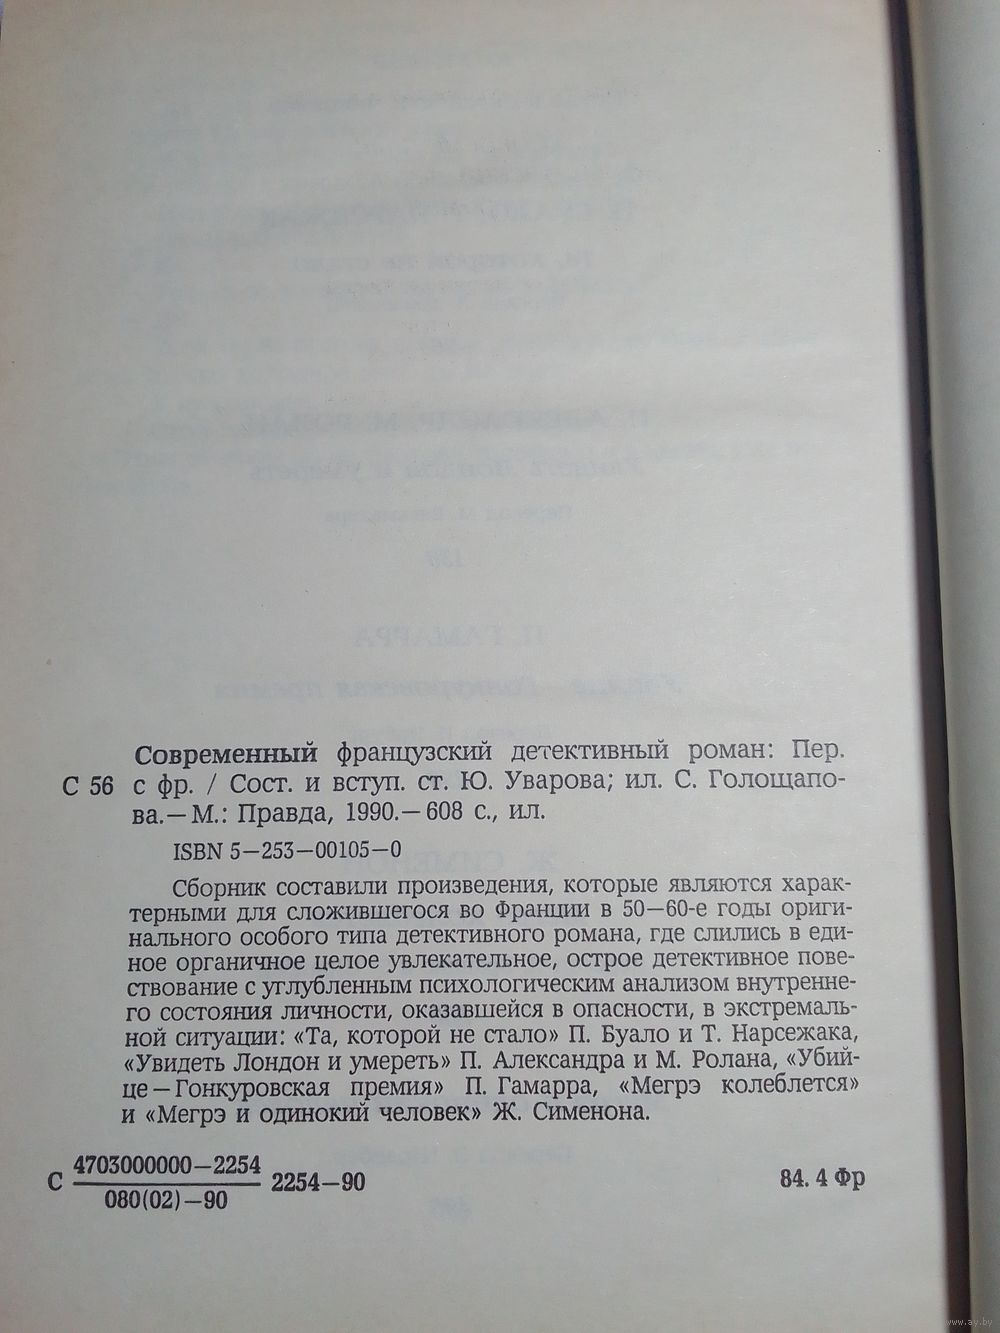 Современный французский детективный роман: Пер.
С 56 с фр. / Сост. и вступ. ст. Ю. Уварова; ил. С. Голощапо-
ва.—М.: Правда, 1990.—608 с., ил.
ISBN 5—253—00105—0
Сборник составили произведения, которые являются харак-
терными для сложившегося во Франции в 50—60-е годы ориги-
нального особого типа детективного романа, где слились в еди-
ное органичное целое увлекательное, острое детективное пове-
ствование с углубленным психологическим анализом внутренне-
го состояния личности, оказавшейся в опасности, в экстремаль-
ной ситуации: «Та, которой не стало» П. Буало и Т. Нарсежака,
«Увидеть Лондон и умереть» П. Александра и М. Ролана, «Убий-
це—Гонкуровская премия» П. Гамарра, «Мегрэ колеблется»
и «Мегрэ и одинокий человек» Ж. Сименона.
4703000000—2254
С 2254—90 84. 4 Фр
080(02)—90
www.ay.by